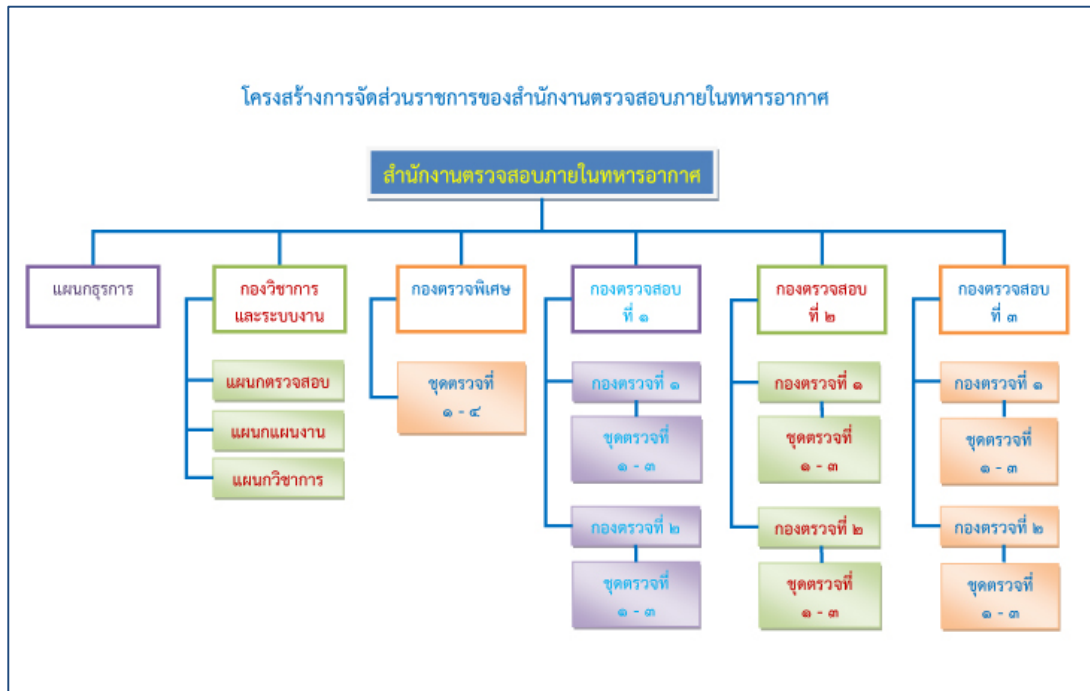 โครงสร้างการจัดส่วนราชการของสำนักงานตรวจสอบภายในทหารอากาศ
สำนักงานตรวจสอบภายในทหารอากาศ
แผนกธุรการ
กองวิชาการ
และระบบงาน
แผนกตรวจสอบ
แผนกแผนงาน
แผนกวิชาการ
กองตรวจพิเศษ
ชุดตรวจที่
๑ - ๔
กองตรวจสอบ
ที่ ๑
กองตรวจที่ ๑
ชุดตรวจที่
๑ - ๓
กองตรวจที่ ๒
ชุดตรวจที่
๑ - ๓
กองตรวจสอบ
ที่ ๒
กองตรวจที่ ๑
ชุดตรวจที่
๑ - ๓
กองตรวจที่ ๒
ชุดตรวจที่
๑ - ๓
กองตรวจสอบ
ที่ ๓
กองตรวจที่ ๑
ชุดตรวจที่
๑ - ๓
กองตรวจที่ ๒
ชุดตรวจที่
๑ - ๓